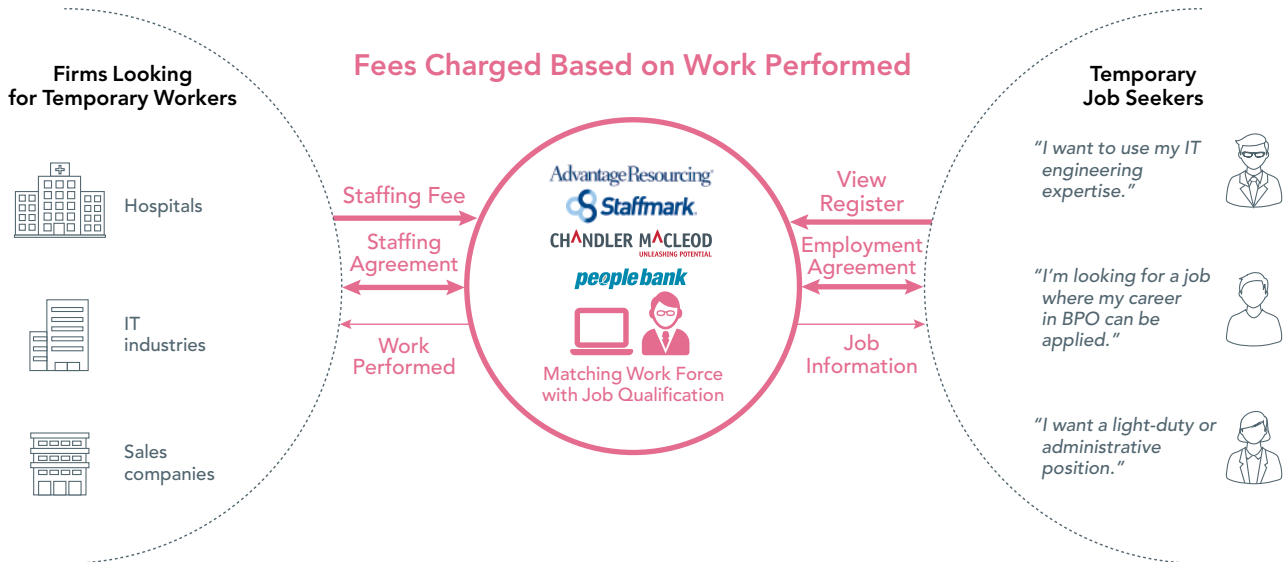 Fees Charged Based on Work Performed
Firms Looking
for Temporary Workers
Hospitals
IT
industries
Sales
companies
Staffing Fee
Staffing
Agreement
Work
Performed
Advantage Resourcing®
Staffmark®
CHANDLER MACLEOD
UNLEASHING POTENTIAL
peoplebank
Matching Work Force
with Job Qualification
View
Register
Employment
Agreement
Job
Information
Temporary
Job Seekers
“I want to use my IT
engineering
expertise.”
“I’m looking for a job
where my career
in BPO can be
applied.”
“I want a light-duty or
administrative
position.”